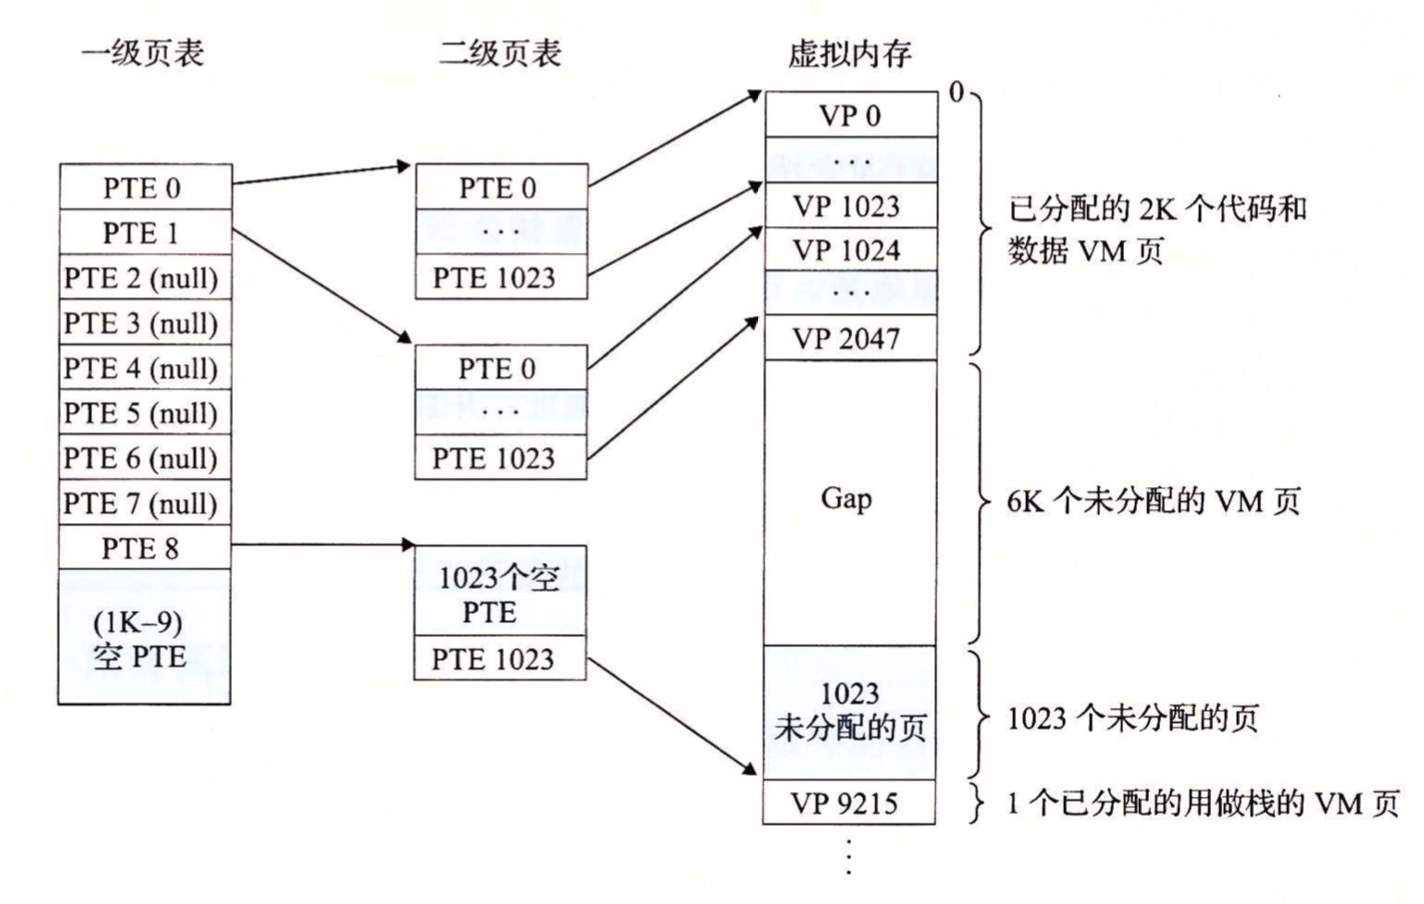 一级页表
二级页表
虚拟内存
PTE 0
PTE 1
PTE 2 (null)
PTE 3 (null)
PTE 4 (null)
PTE 5 (null)
PTE 6 (null)
PTE 7 (null)
PTE 8
(1K–9)
空 PTE
PTE 0
···
PTE 1023
PTE 0
···
PTE 1023
1023个空
PTE
PTE 1023
0
VP 0
···
VP 1023
VP 1024
···
VP 2047
Gap
1023
未分配的页
VP 9215
⋮
已分配的 2K 个代码和
数据 VM 页
6K 个未分配的 VM 页
1023 个未分配的页
1 个已分配的用做栈的 VM 页